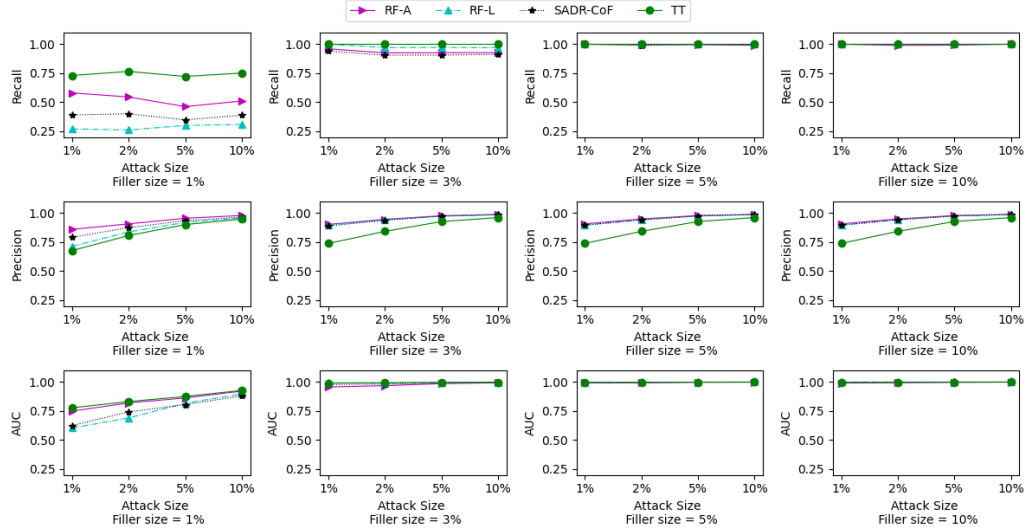 RF-A RF-L SADR-CoF TT
1.00 1.00 1.00 1.00
0.75 0.75 0.75 0.75
Recall Recall Recall Recall
0.50 0.50 0.50 0.50
0.25 0.25 0.25 0.25
1% 2% 5% 10% 1% 2% 5% 10% 1% 2% 5% 10% 1% 2% 5% 10%
Attack Size Attack Size Attack Size Attack Size
Filler size = 1% Filler size = 3% Filler size = 5% Filler size = 10%
1.00 1.00 1.00 1.00
0.75 0.75 0.75 0.75
Precision Precision Precision Precision
0.50 0.50 0.50 0.50
0.25 0.25 0.25 0.25
1% 2% 5% 10% 1% 2% 5% 10% 1% 2% 5% 10% 1% 2% 5% 10%
Attack Size Attack Size Attack Size Attack Size
Filler size = 1% Filler size = 3% Filler size = 5% Filler size = 10%
1.00 1.00 1.00 1.00
0.75 0.75 0.75 0.75
AUC AUC AUC AUC
0.50 0.50 0.50 0.50
0.25 0.25 0.25 0.25
1% 2% 5% 10% 1% 2% 5% 10% 1% 2% 5% 10% 1% 2% 5% 10%
Attack Size Attack Size Attack Size Attack Size
Filler size = 1% Filler size = 3% Filler size = 5% Filler size = 10%